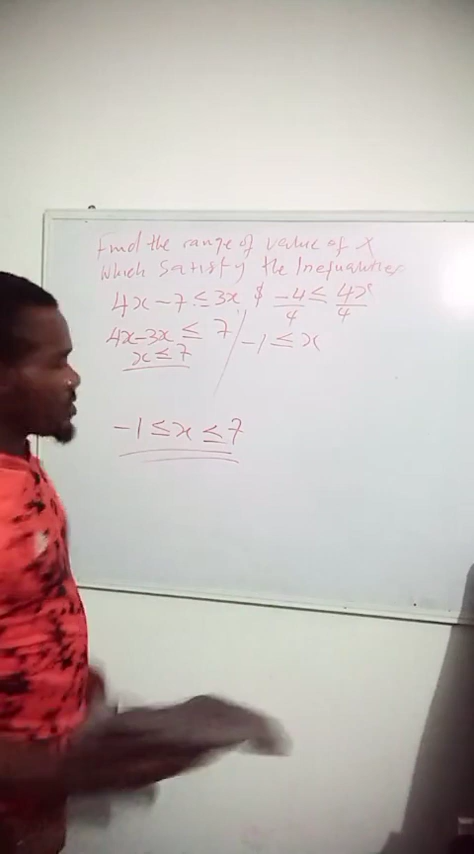 Find the range of value of x
which satisfy the Inequalities
4x - 7 ≤ 3x $ -4/4 ≤ 4x/4
4x - 3x ≤ 7 / -1 ≤ x
x ≤ 7
-1 ≤ x ≤ 7